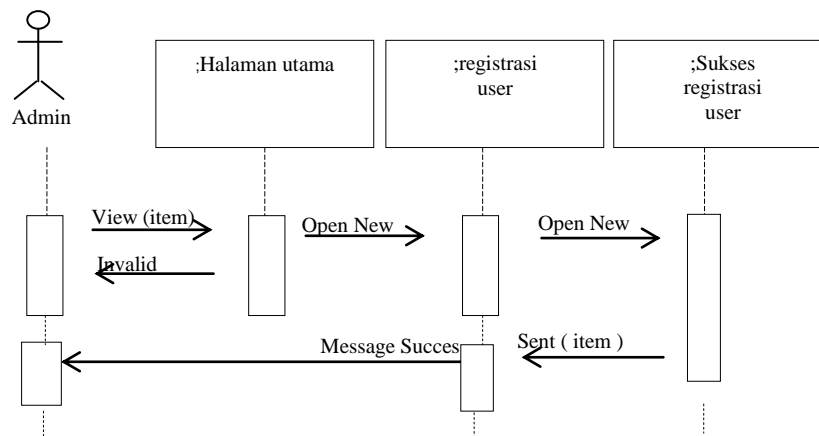 ;Halaman utama
;registrasi
user
;Sukses
registrasi
user
Admin
View (item)
Open New
Open New
Invalid
Message Succes
Sent ( item )